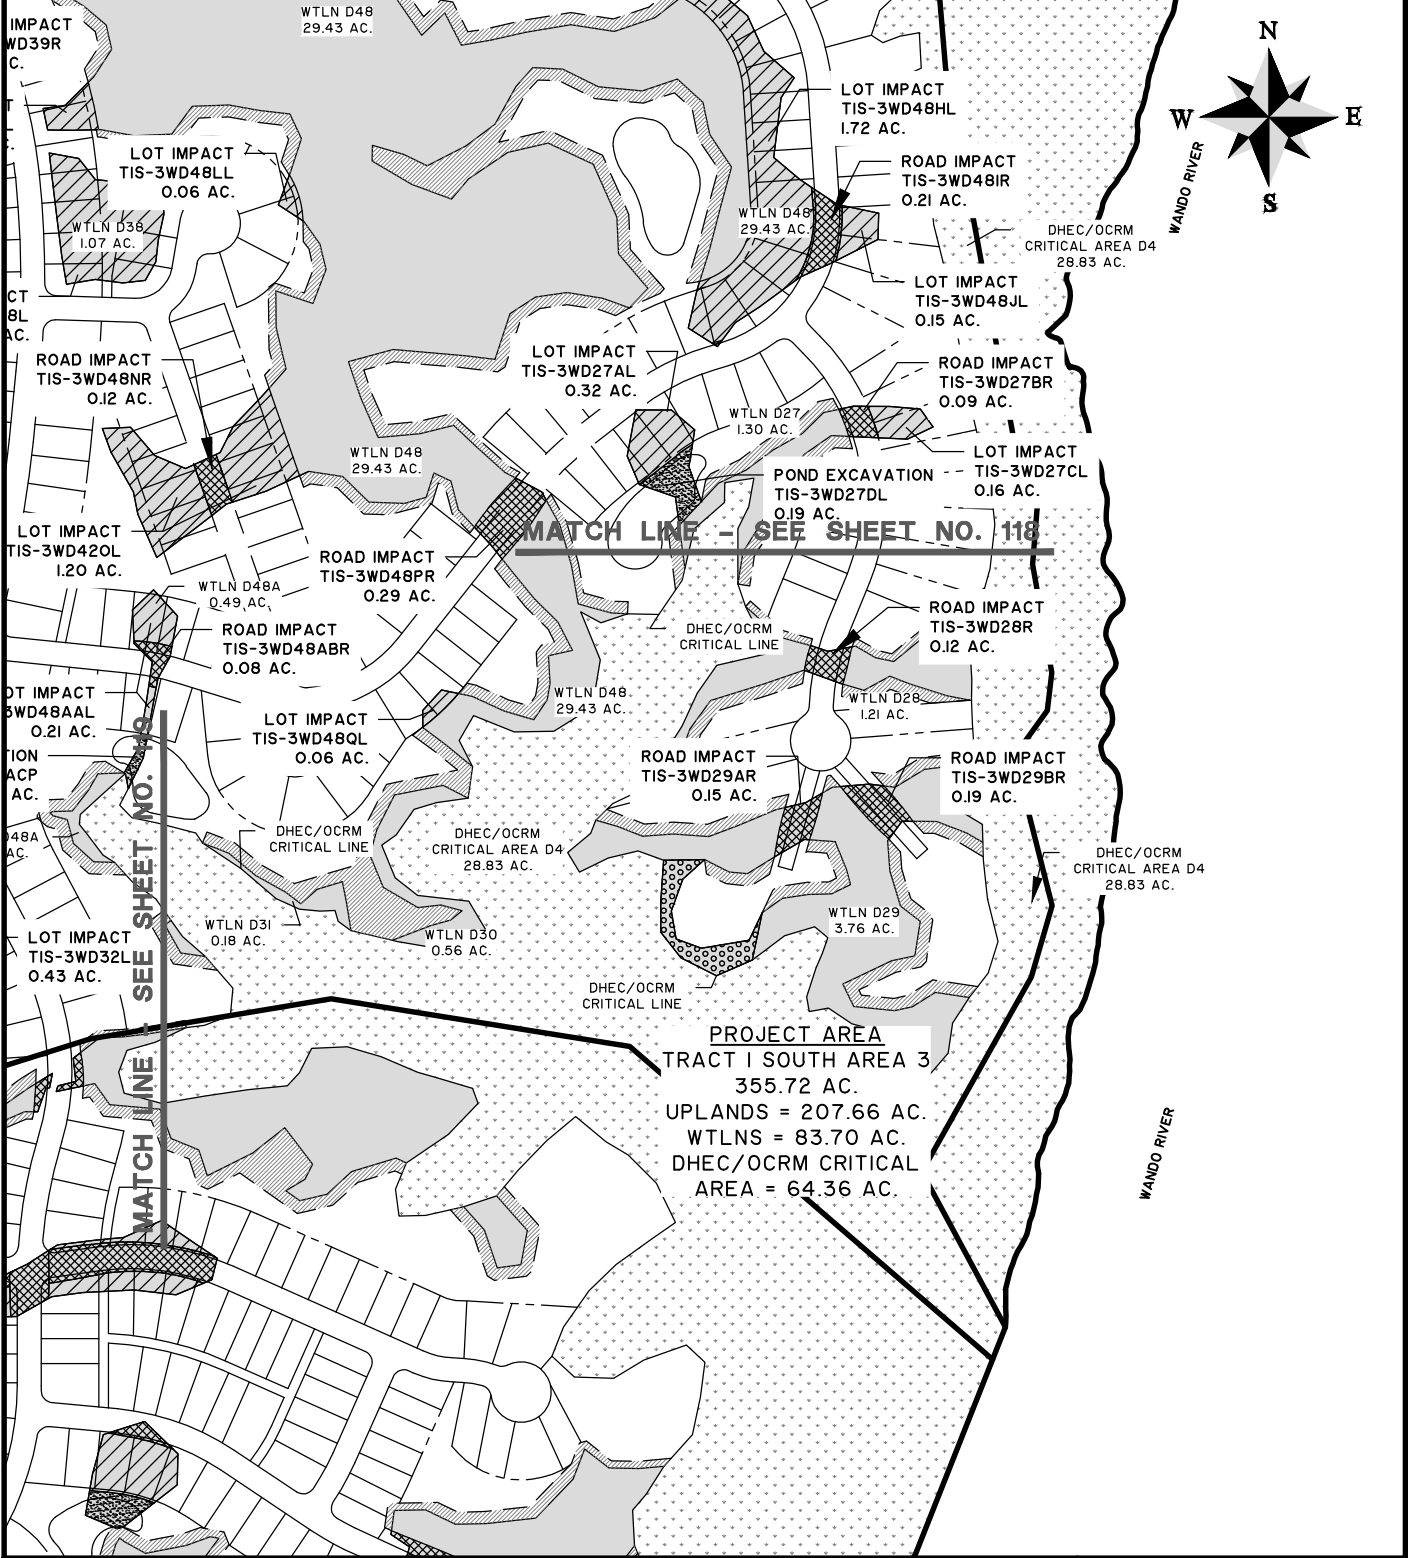 WTLN D48
29.43 AC.
IMPACT
WD39R
C.
N
W
E
S
WANDO RIVER
LOT IMPACT
TIS-3WD48HL
1.72 AC.
LOT IMPACT
TIS-3WD48LL
0.06 AC.
ROAD IMPACT
TIS-3WD48IR
0.21 AC.
WTLN D38
1.07 AC.
WTLN D48
29.43 AC.
DHEC/OCRM
CRITICAL AREA D4
28.83 AC.
CT
8L
AC.
LOT IMPACT
TIS-3WD48JL
0.15 AC.
ROAD IMPACT
TIS-3WD48NR
0.12 AC.
LOT IMPACT
TIS-3WD27AL
0.32 AC.
ROAD IMPACT
TIS-3WD27BR
0.09 AC.
WTLN D27
1.30 AC.
WTLN D48
29.43 AC.
LOT IMPACT
TIS-3WD27CL
0.16 AC.
POND EXCAVATION
TIS-3WD27DL
0.19 AC.
MATCH LINE - SEE SHEET NO. 118
LOT IMPACT
TIS-3WD42OL
1.20 AC.
ROAD IMPACT
TIS-3WD48PR
0.29 AC.
WTLN D48A
0.49 AC.
ROAD IMPACT
TIS-3WD48ABR
0.08 AC.
DHEC/OCRM
CRITICAL LINE
ROAD IMPACT
TIS-3WD28R
0.12 AC.
OT IMPACT
3WD48AAL
0.21 AC.
WTLN D48
29.43 AC.
WTLN D28
1.21 AC.
LOT IMPACT
TIS-3WD48QL
0.06 AC.
TION
ACP
AC.
ROAD IMPACT
TIS-3WD29AR
0.15 AC.
ROAD IMPACT
TIS-3WD29BR
0.19 AC.
D48A
AC.
DHEC/OCRM
CRITICAL LINE
DHEC/OCRM
CRITICAL AREA D4
28.83 AC.
DHEC/OCRM
CRITICAL AREA D4
28.83 AC.
WTLN D31
0.18 AC.
WTLN D30
0.56 AC.
WTLN D29
3.76 AC.
LOT IMPACT
TIS-3WD32L
0.43 AC.
MATCH LINE - SEE SHEET NO. 119
DHEC/OCRM
CRITICAL LINE
PROJECT AREA
TRACT I SOUTH AREA 3
355.72 AC.
UPLANDS = 207.66 AC.
WTLNS = 83.70 AC.
DHEC/OCRM CRITICAL
AREA = 64.36 AC.
WANDO RIVER